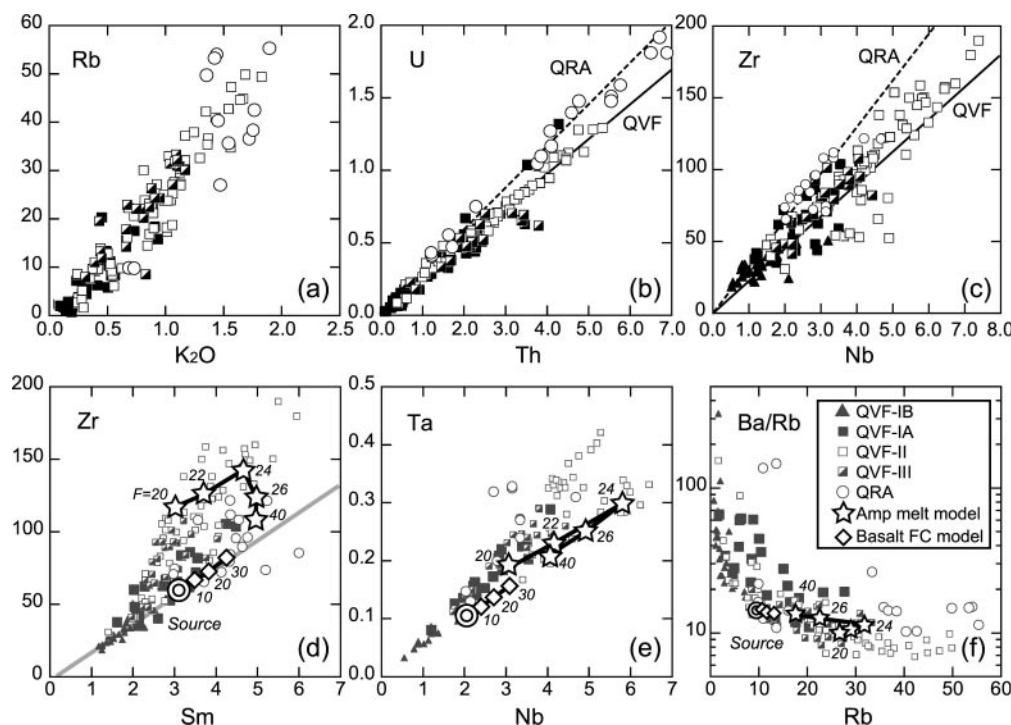 60
50
40
30
20
10
0
Rb
(a)
0.0 0.5 1.0 1.5 2.0 2.5
K2O
2.0
1.5
1.0
0.5
0.0
U
QRA
QVF
(b)
0.0 1.0 2.0 3.0 4.0 5.0 6.0 7.0
Th
200
150
100
50
0
Zr
QRA
QVF
(c)
0.0 1.0 2.0 3.0 4.0 5.0 6.0 7.0 8.0
Nb
200
150
100
50
0
Zr
F=20
22
24
26
40
30
20
10
Source
(d)
0 1 2 3 4 5 6 7
Sm
0.5
0.4
0.3
0.2
0.1
0.0
Ta
24
22
26
20
40
30
20
10
Source
(e)
0 1 2 3 4 5 6 7
Nb
Ba/Rb
100
10
QVF-IB
QVF-IA
QVF-II
QVF-III
QRA
Amp melt model
Basalt FC model
40
26
24
20
Source
(f)
0 10 20 30 40 50 60
Rb